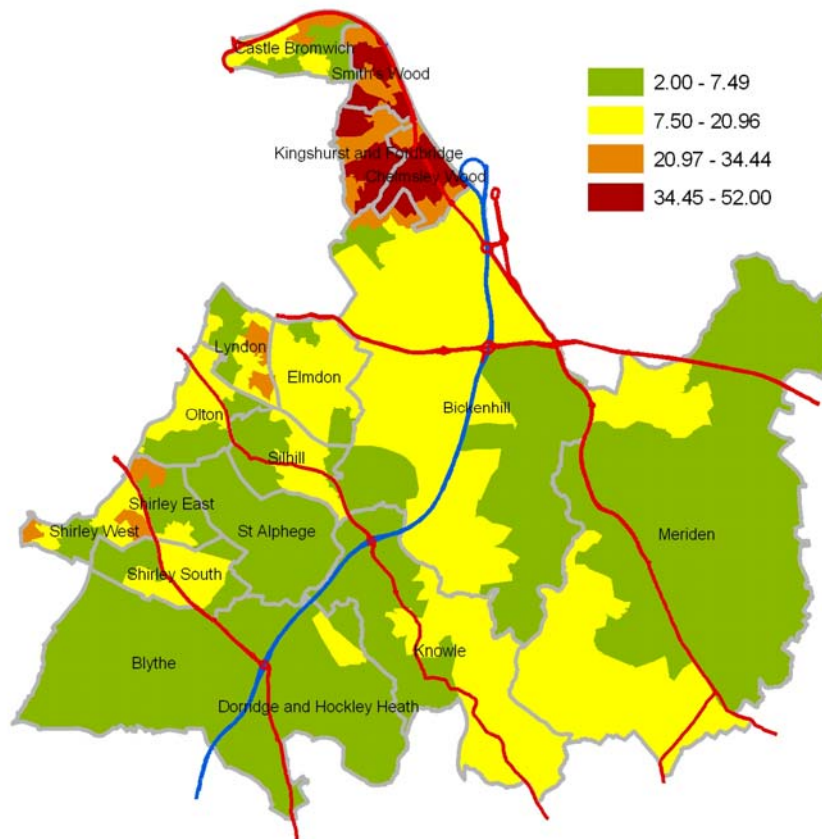 Castle Bromwich
Smith's Wood
2.00 - 7.49
7.50 - 20.96
20.97 - 34.44
34.45 - 52.00
Kingshurst and Fordbridge
Chelmsley Wood
Lyndon
Elmdon
Olton
Bickenhill
Silhill
Shirley East
Shirley West
St Alphege
Meriden
Shirley South
Blythe
Knowle
Dorridge and Hockley Heath